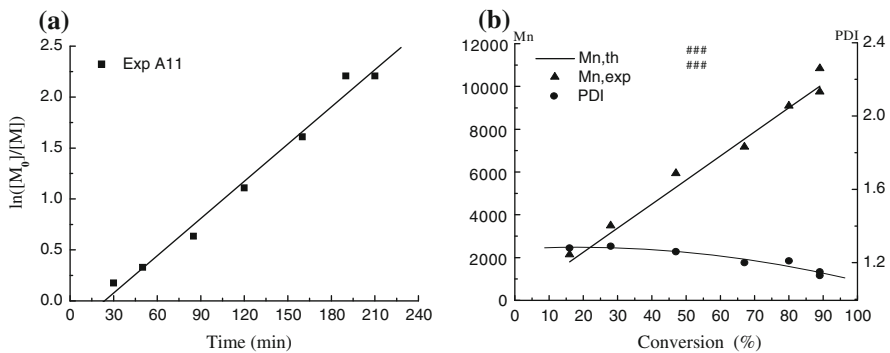 (a)
2.5
2.0
1.5
1.0
0.5
0.0
ln([M₀]/[M])
Exp A11
0 30 60 90 120 150 180 210 240
Time (min)
(b)
Mn
PDI
12000
10000
8000
6000
4000
2000
0
Mn,th
Mn,exp
PDI
###
###
2.4
2.0
1.6
1.2
0 10 20 30 40 50 60 70 80 90 100
Conversion (%)